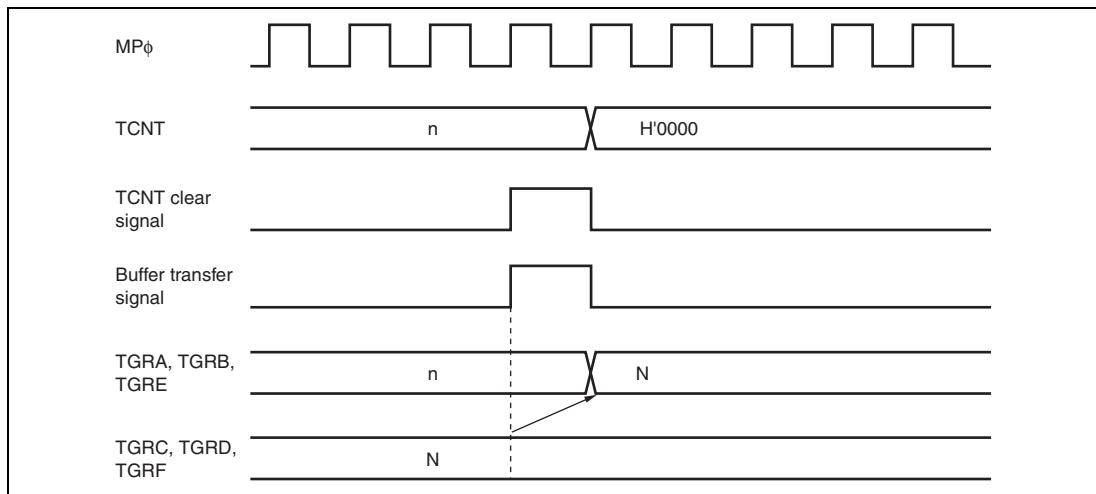 MPϕ
TCNT
n
H'0000
TCNT clear
signal
Buffer transfer
signal
TGRA, TGRB,
TGRE
n
N
TGRC, TGRD,
TGRF
N